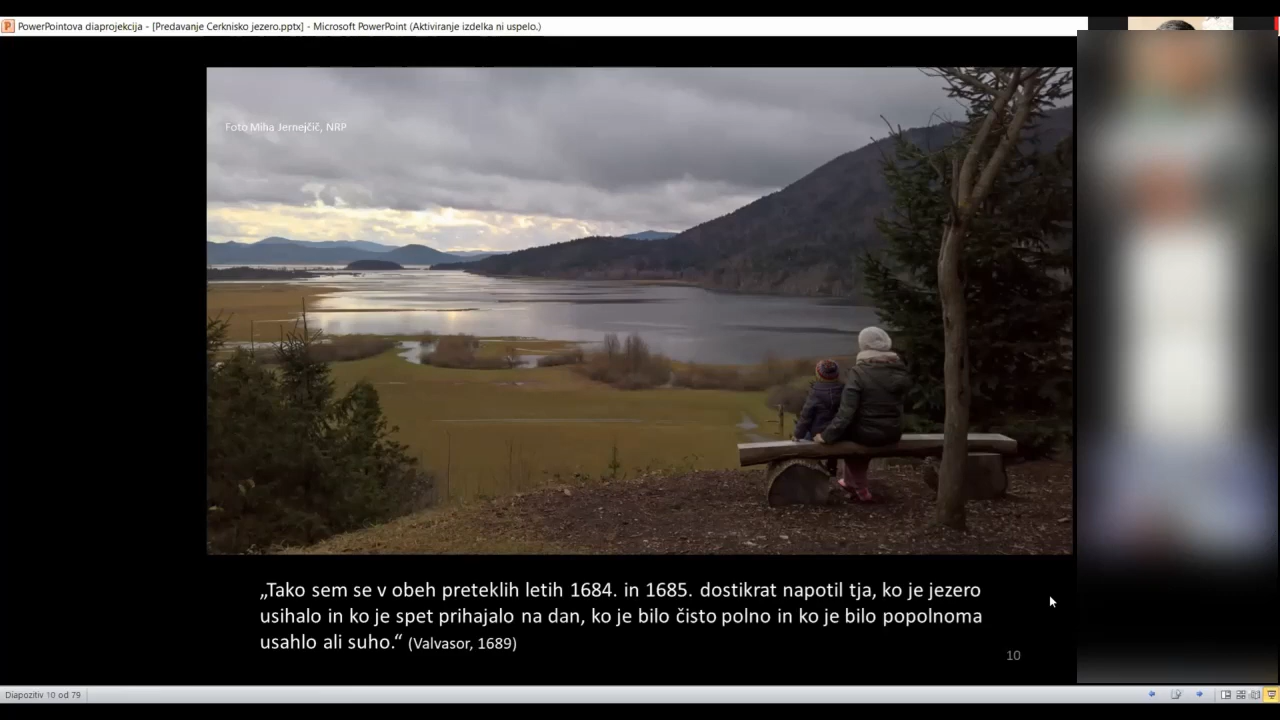 PowerPointova diaprojekcija - [Predavanje Cerknisko jezero.pptx] - Microsoft PowerPoint (Aktiviranje izdelka ni uspelo.)
Foto Miha Jernejčič, NRP
„Tako sem se v obeh preteklih letih 1684. in 1685. dostikrat napotil tja, ko je jezero
usihalo in ko je spet prihajalo na dan, ko je bilo čisto polno in ko je bilo popolnoma
usahlo ali suho.“ (Valvasor, 1689)
10
Diapozitiv 10 od 79